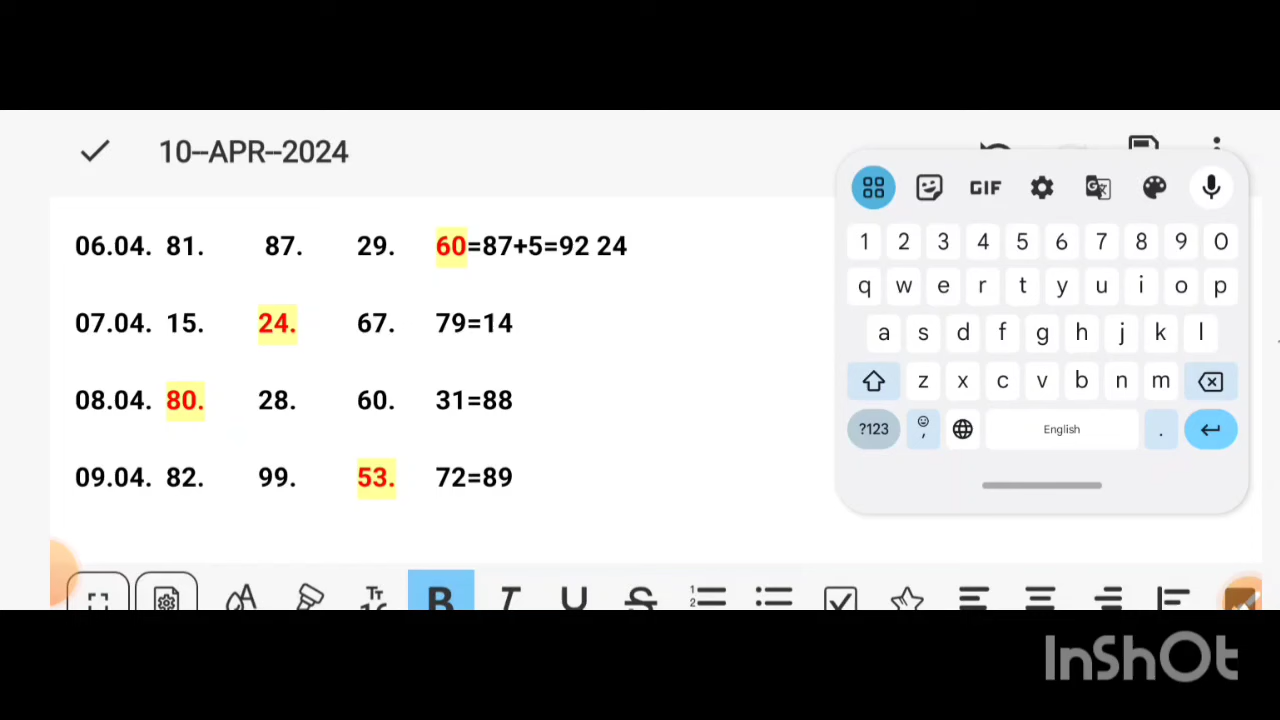 10--APR--2024
06.04. 81. 87. 29. 60=87+5=92 24
07.04. 15. 24. 67. 79=14
08.04. 80. 28. 60. 31=88
09.04. 82. 99. 53. 72=89
GIF
1 2 3 4 5 6 7 8 9 0
q w e r t y u i o p
a s d f g h j k l
z x c v b n m
?123 , English .
B T U S
InShOt